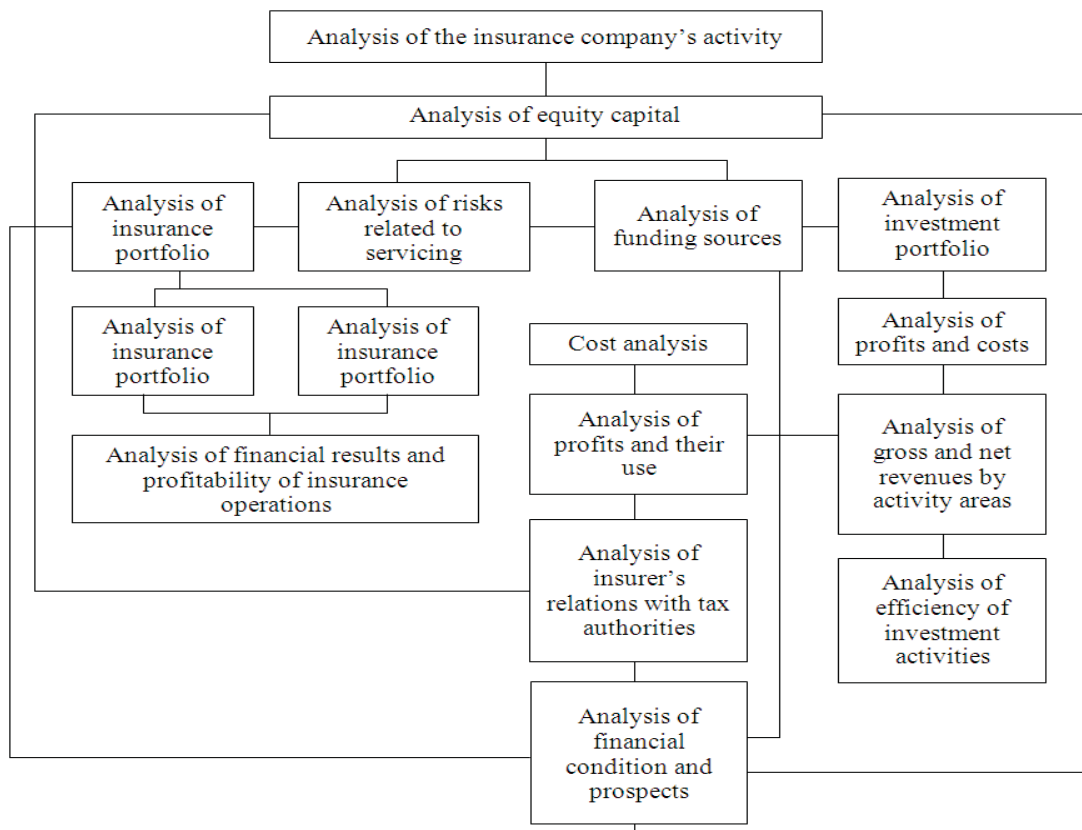 Analysis of the insurance company’s activity
Analysis of equity capital
Analysis of
insurance
portfolio
Analysis of risks
related to
servicing
Analysis of
funding sources
Analysis of
investment
portfolio
Analysis of
insurance
portfolio
Analysis of
insurance
portfolio
Cost analysis
Analysis of
profits and costs
Analysis of financial results and
profitability of insurance
operations
Analysis of
profits and their
use
Analysis of
gross and net
revenues by
activity areas
Analysis of
insurer’s
relations with tax
authorities
Analysis of
efficiency of
investment
activities
Analysis of
financial
condition and
prospects